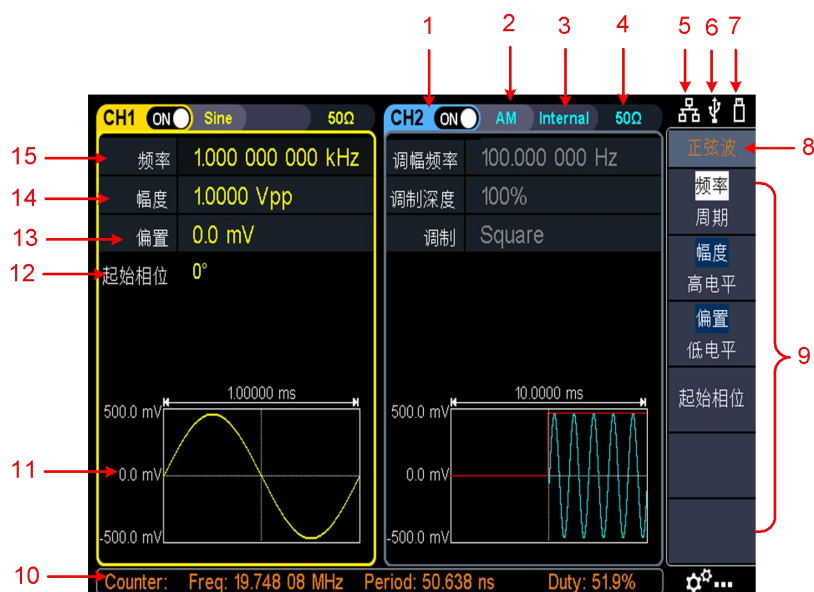 1 2 3 4 5 6 7
CH1 ON Sine 50Ω
CH2 ON AM Internal 50Ω
正弦波 8
15 频率 1.000 000 000 kHz
14 幅度 1.0000 Vpp
13 偏置 0.0 mV
12 起始相位 0°
调幅频率 100.000 000 Hz
调制深度 100%
调制 Square
频率
周期
幅度
高电平
偏置
低电平
起始相位
9
1.00000 ms
500.0 mV
11 0.0 mV
-500.0 mV
10.0000 ms
500.0 mV
0.0 mV
-500.0 mV
10 Counter: Freq: 19.748 08 MHz Period: 50.638 ns Duty: 51.9%